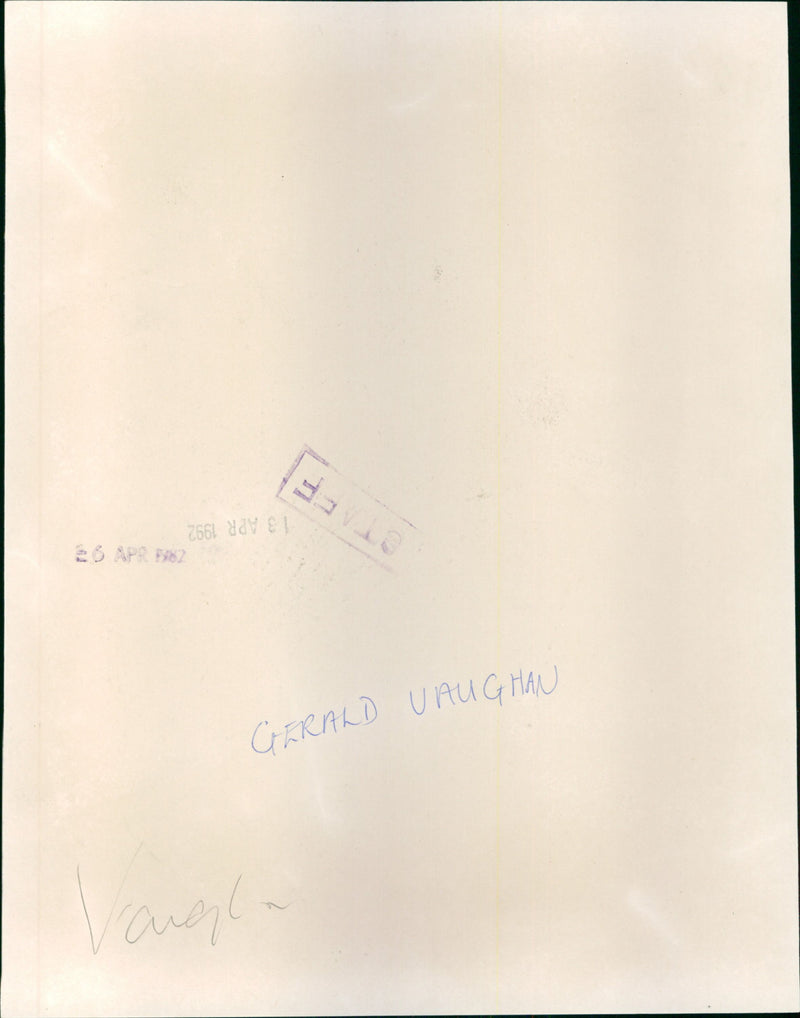 STAFF
13 APR 1992
26 APR 1982
GERALD VAUGHAN
Vaughan